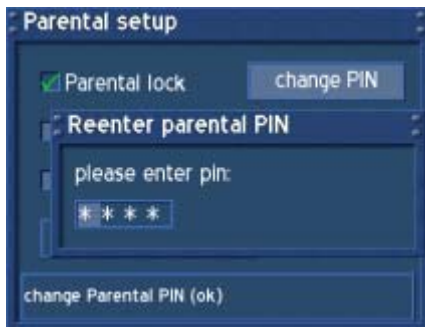 Parental setup
Parental lock
change PIN
Reenter parental PIN
please enter pin:
* * * *
change Parental PIN (ok)